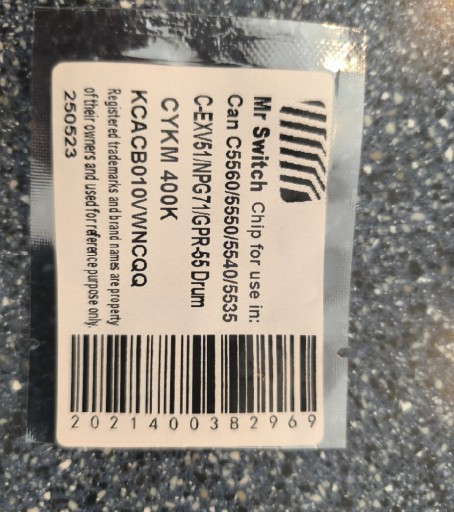 Mr Switch Chip for use in:
Can C5560/5550/5540/5535
C-EXV51/NPG71/GPR-55 Drum
CYKM 400K
KCACB010VWNCQQ
Registered trademarks and brand names are property
of their owners and used for reference purpose only.
250523
2021400382969